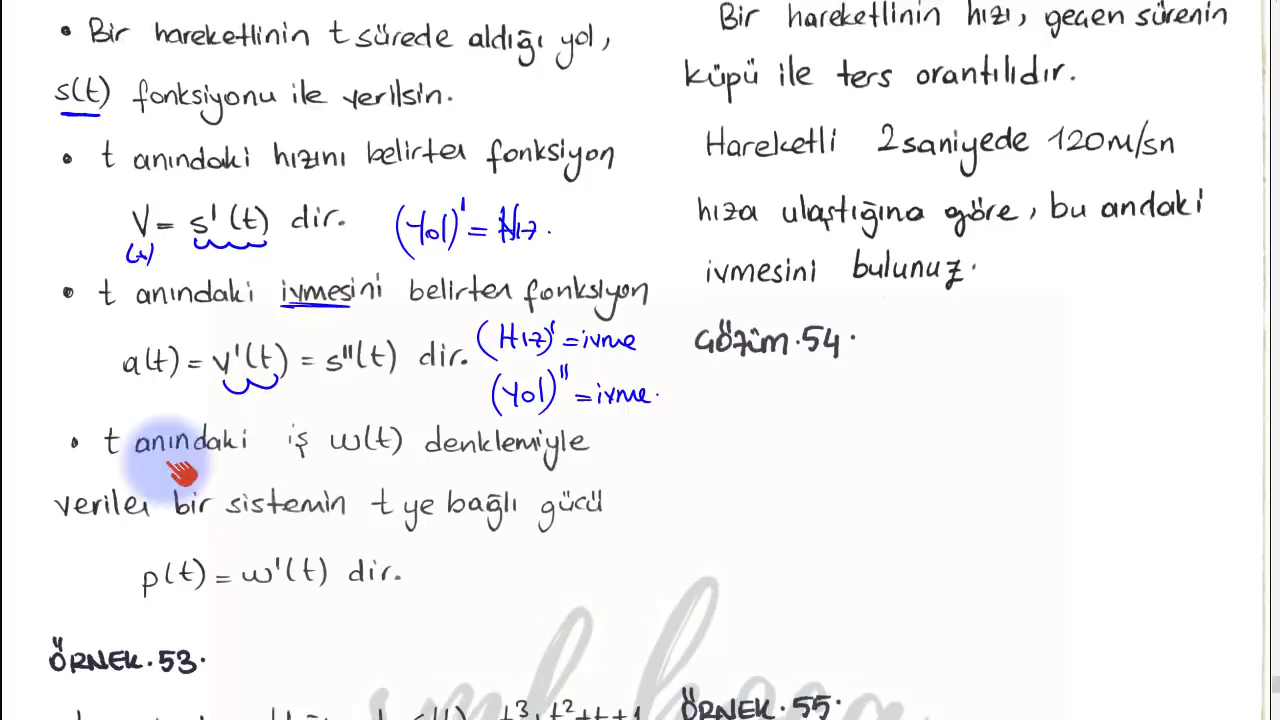 • Bir hareketlinin t sürede aldığı yol,
s(t) fonksiyonu ile verilsin.
• t anındaki hızını belirten fonksiyon
V = s'(t) dir. (Yol)' = Hız.
(t)
• t anındaki ivmesini belirten fonksiyon
a(t) = v'(t) = s''(t) dir. (Hız)' = ivme
(Yol)'' = ivme.
• t anındaki iş w(t) denklemiyle
verilen bir sistemin t ye bağlı gücü
p(t) = w'(t) dir.
ÖRNEK.53.
Bir hareketlinin hızı, geçen sürenin
küpü ile ters orantılıdır.
Hareketli 2 saniyede 120 m/sn
hıza ulaştığına göre, bu andaki
ivmesini bulunuz.
Çözüm.54.
ÖRNEK.55.